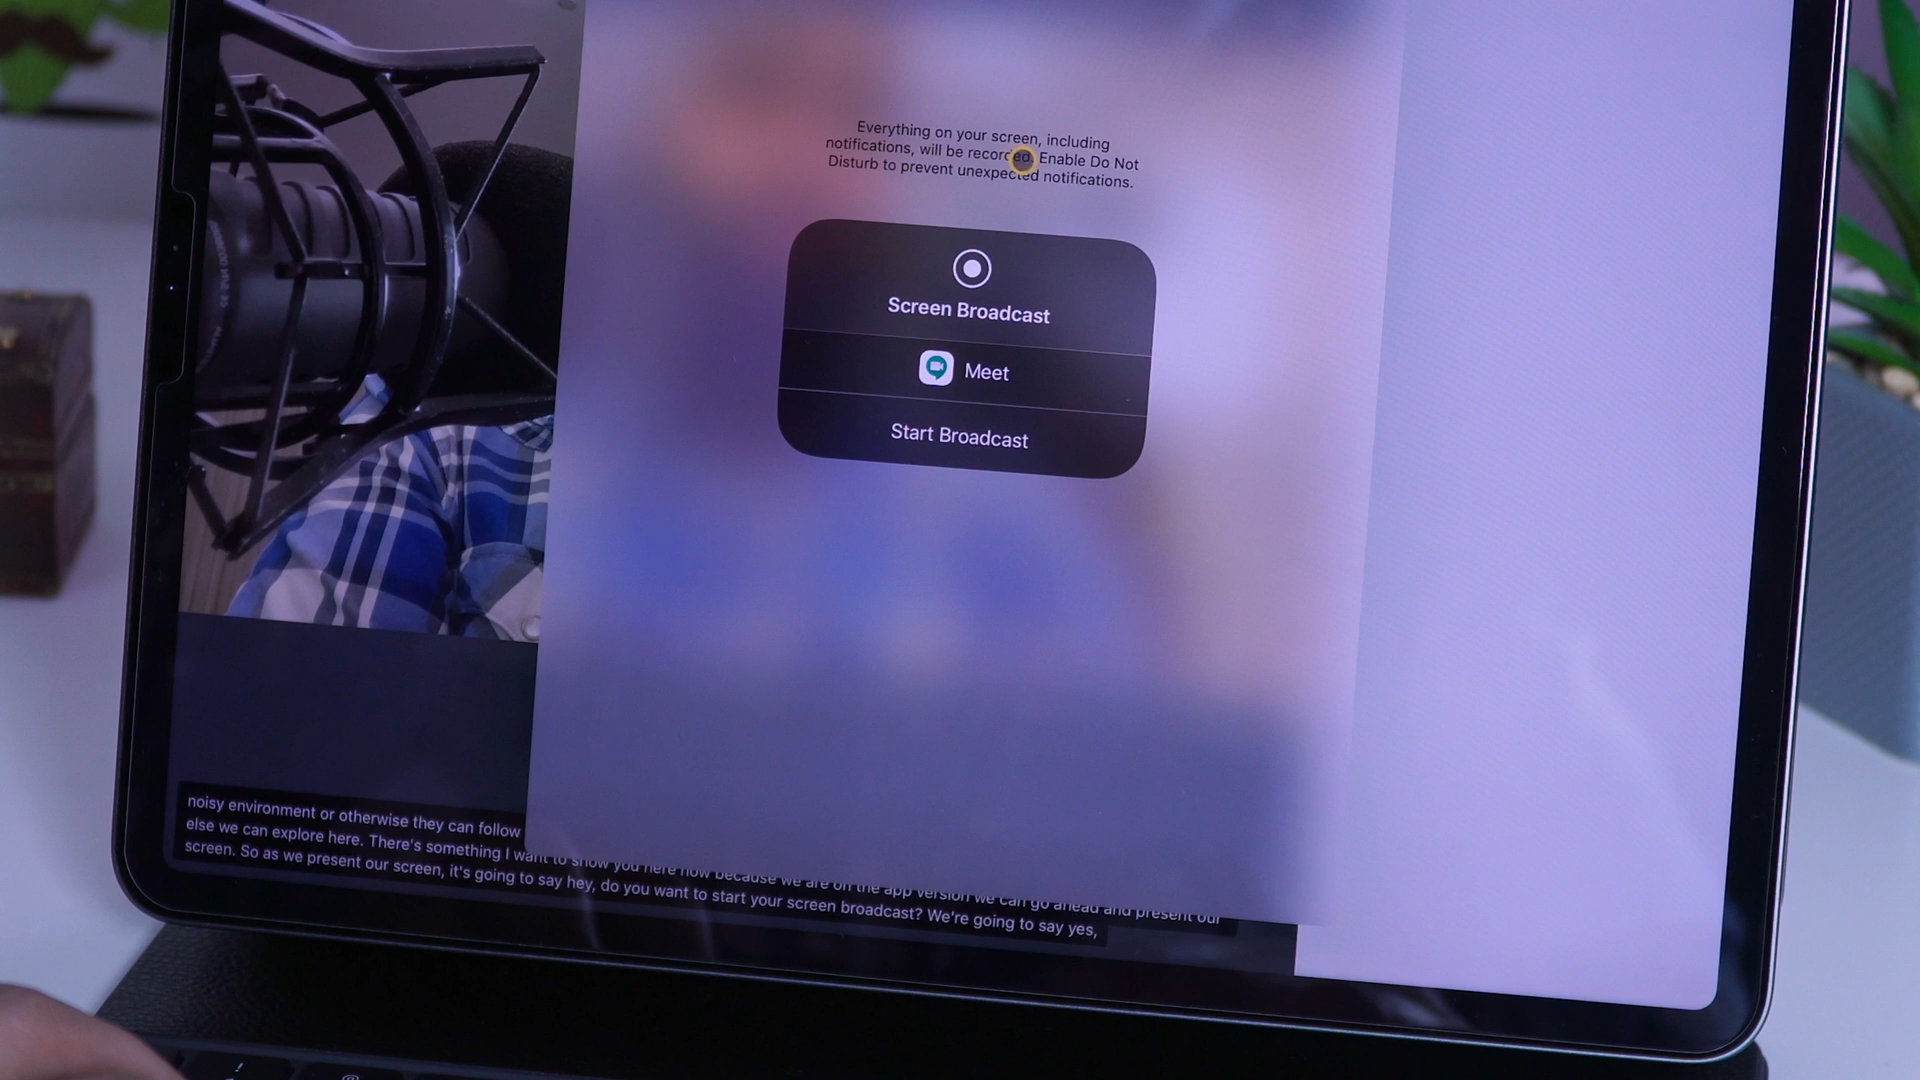 Everything on your screen, including
notifications, will be recorded. Enable Do Not
Disturb to prevent unexpected notifications.
Screen Broadcast
Meet
Start Broadcast
noisy environment or otherwise they can follow
else we can explore here. There's something I want to show you here now because we are on the app version we can go ahead and present our
screen. So as we present our screen, it's going to say hey, do you want to start your screen broadcast? We're going to say yes,